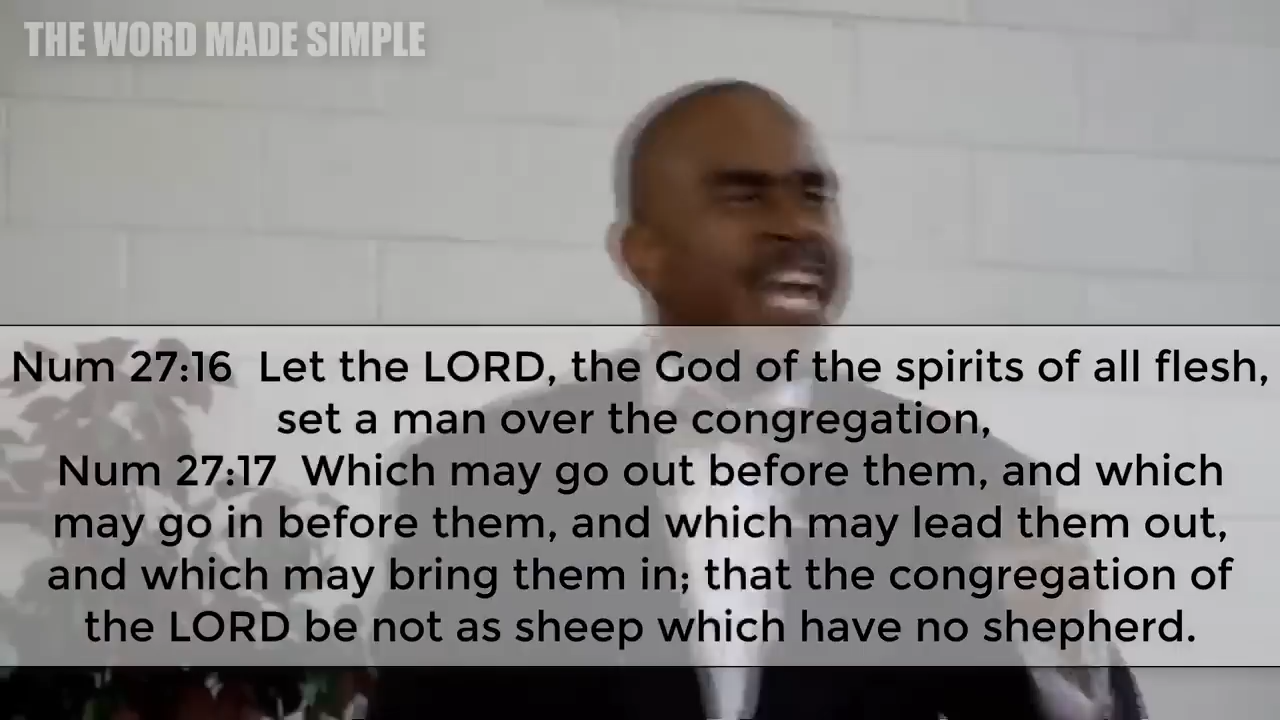 THE WORD MADE SIMPLE
Num 27:16  Let the LORD, the God of the spirits of all flesh,
set a man over the congregation,
Num 27:17  Which may go out before them, and which
may go in before them, and which may lead them out,
and which may bring them in; that the congregation of
the LORD be not as sheep which have no shepherd.